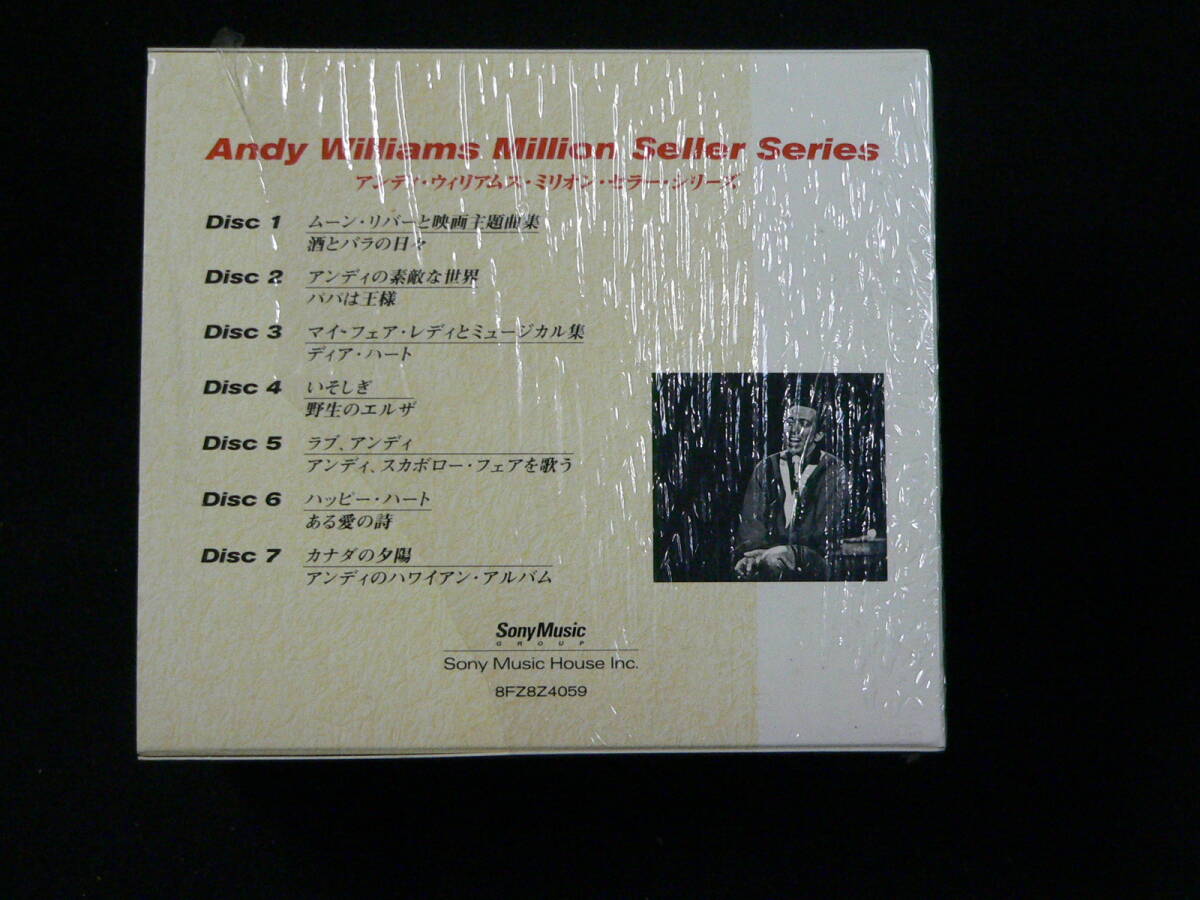 Andy Williams Million Seller Series
アンディ・ウィリアムス・ミリオン・セラー・シリーズ
Disc 1 ムーン・リバーと映画主題曲集
酒とバラの日々
Disc 2 アンディの素敵な世界
パパは王様
Disc 3 マイ・フェア・レディとミュージカル集
ディア・ハート
Disc 4 いそしぎ
野生のエルザ
Disc 5 ラブ、アンディ
アンディ、スカボロー・フェアを歌う
Disc 6 ハッピー・ハート
ある愛の詩
Disc 7 カナダの夕陽
アンディのハワイアン・アルバム
SonyMusic
GROUP
Sony Music House Inc.
8FZ8Z4059